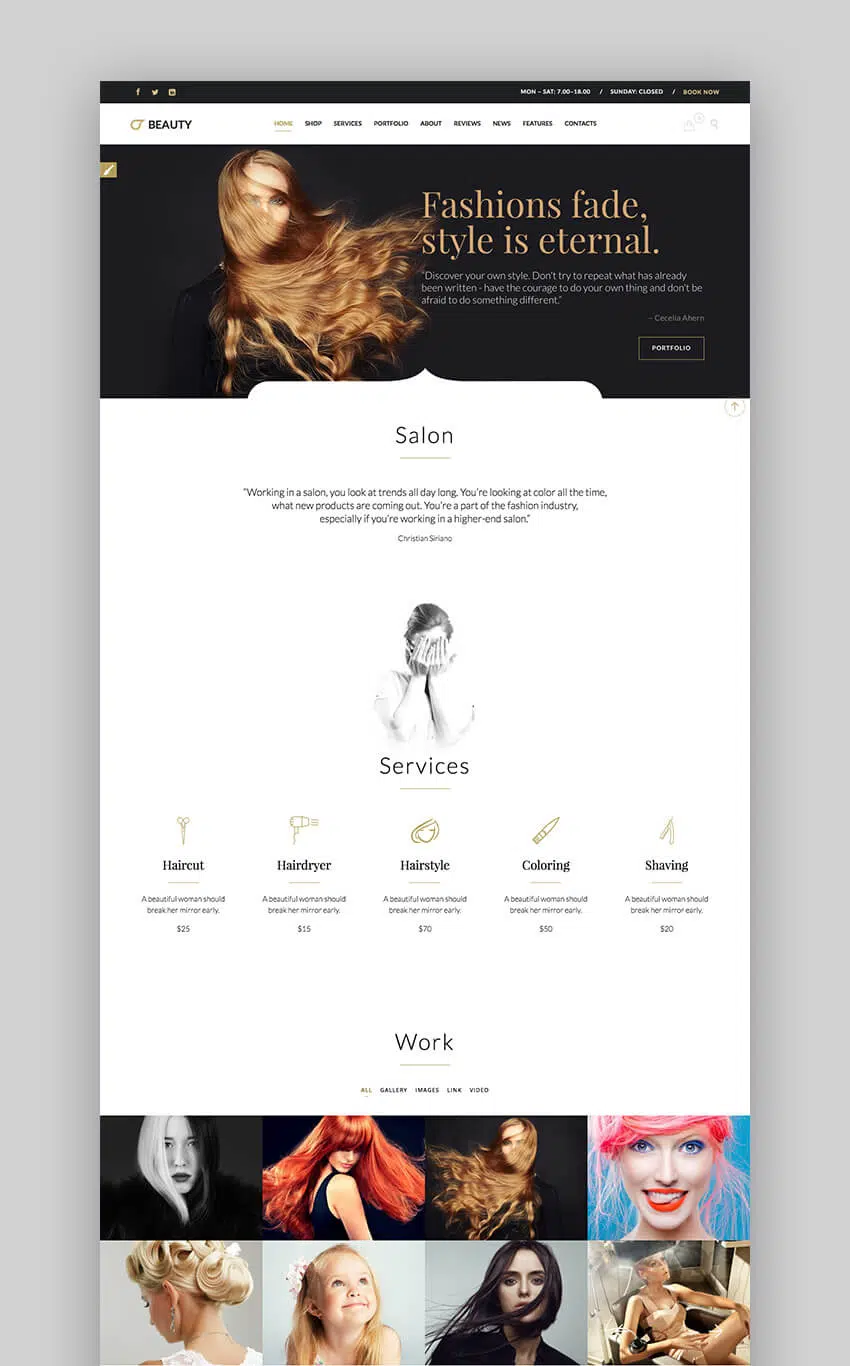 MON – SAT: 7.00–18.00 / SUNDAY: CLOSED / BOOK NOW
BEAUTY
HOME SHOP SERVICES PORTFOLIO ABOUT REVIEWS NEWS FEATURES CONTACTS
Fashions fade,
style is eternal.
“Discover your own style. Don't try to repeat what has already
been written - have the courage to do your own thing and don't be
afraid to do something different.”
– Cecelia Ahern
PORTFOLIO
Salon
“Working in a salon, you look at trends all day long. You’re looking at color all the time,
what new products are coming out. You’re a part of the fashion industry,
especially if you’re working in a higher-end salon.”
Christian Siriano
Services
Haircut Hairdryer Hairstyle Coloring Shaving
A beautiful woman should A beautiful woman should A beautiful woman should A beautiful woman should A beautiful woman should
break her mirror early. break her mirror early. break her mirror early. break her mirror early. break her mirror early.
$25 $15 $70 $50 $20
Work
ALL GALLERY IMAGES LINK VIDEO